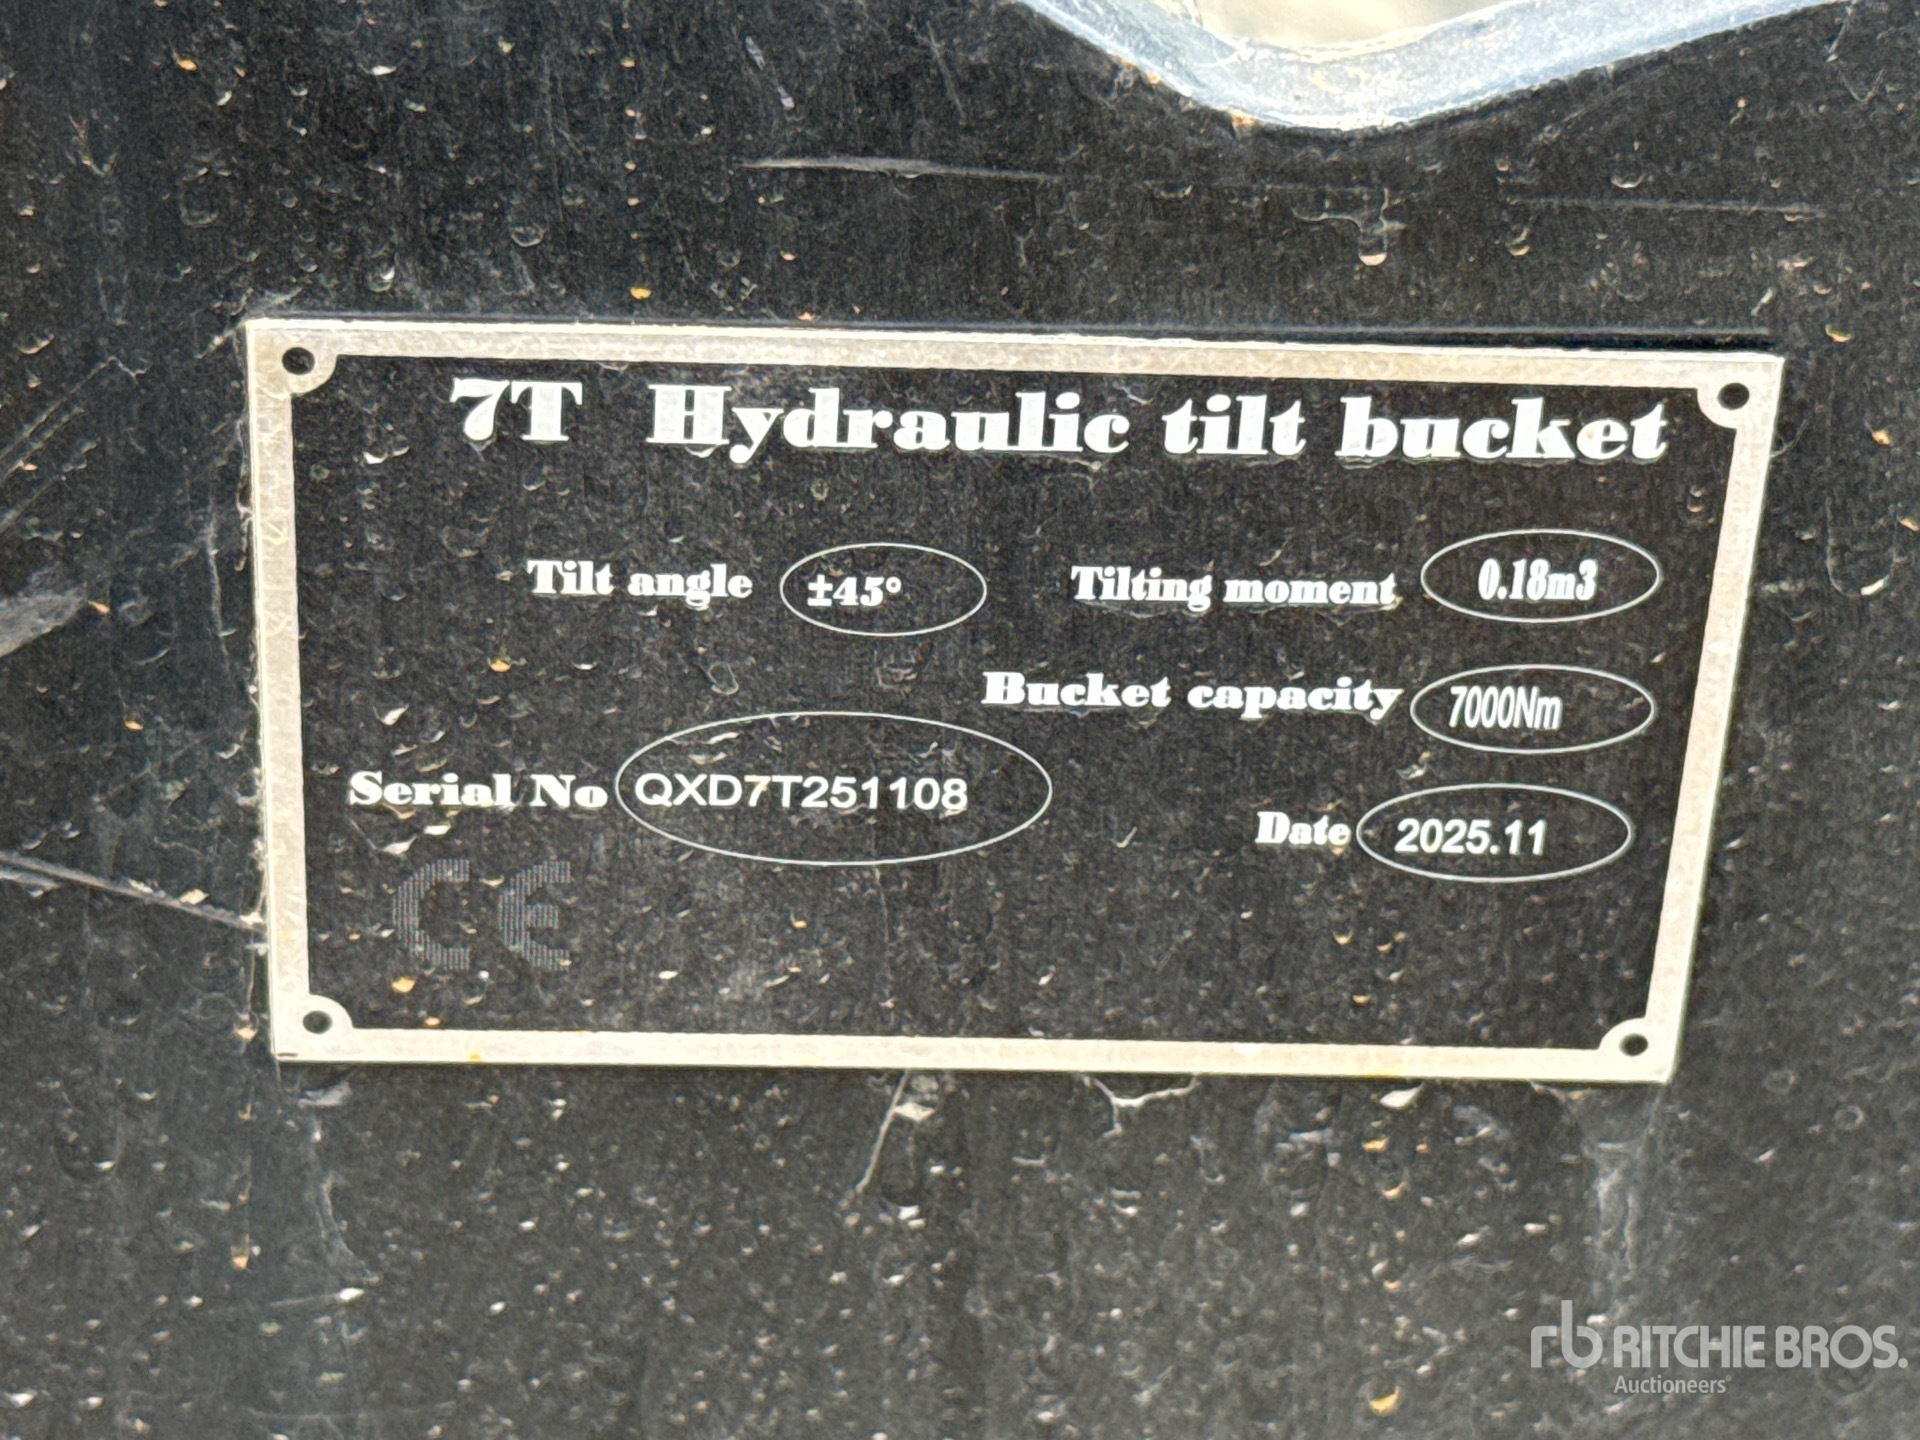 7T Hydraulic tilt bucket
Tilt angle ±45° Tilting moment 0.18m3
Bucket capacity 7000Nm
Serial No QXD7T251108
Date 2025.11
CE
rb RITCHIE BROS.
Auctioneers